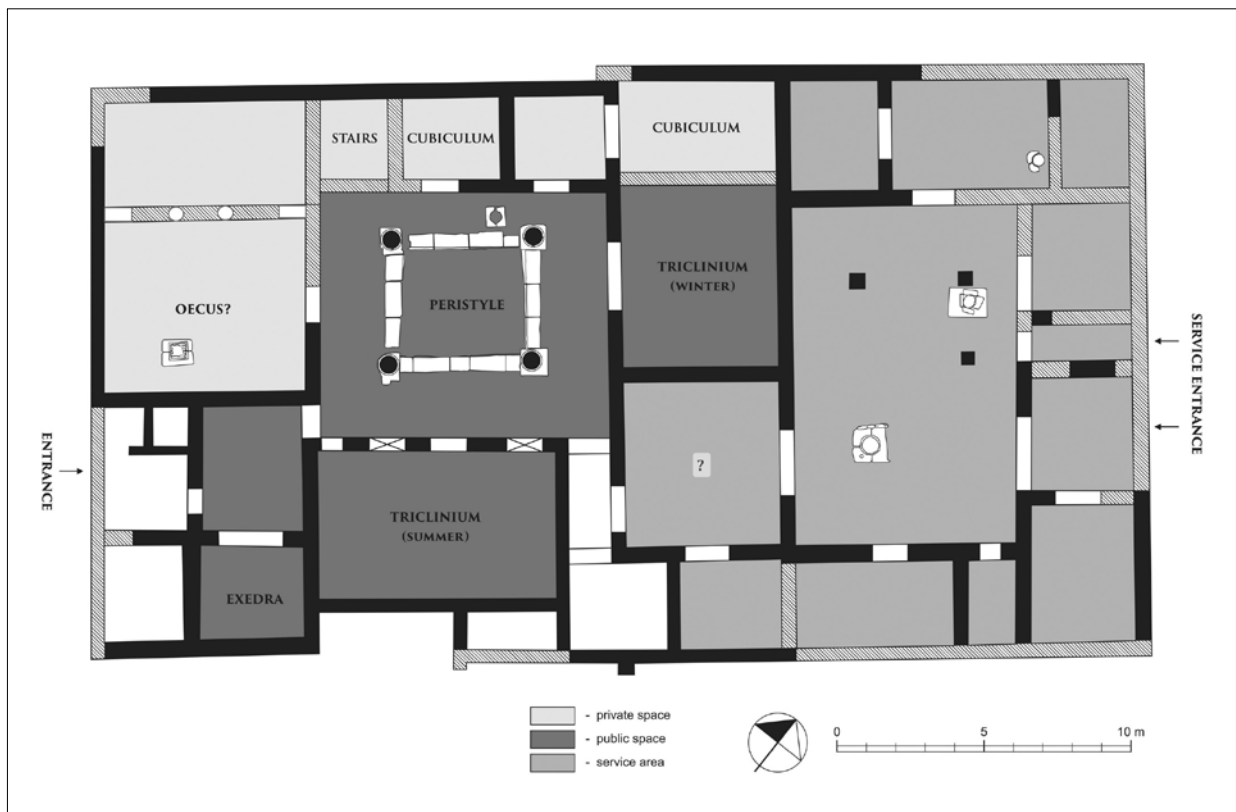 STAIRS
CUBICULUM
CUBICULUM
OECUS?
PERISTYLE
TRICLINIUM
(WINTER)
ENTRANCE
SERVICE ENTRANCE
?
TRICLINIUM
(SUMMER)
EXEDRA
- private space
- public space
- service area
0 5 10 m